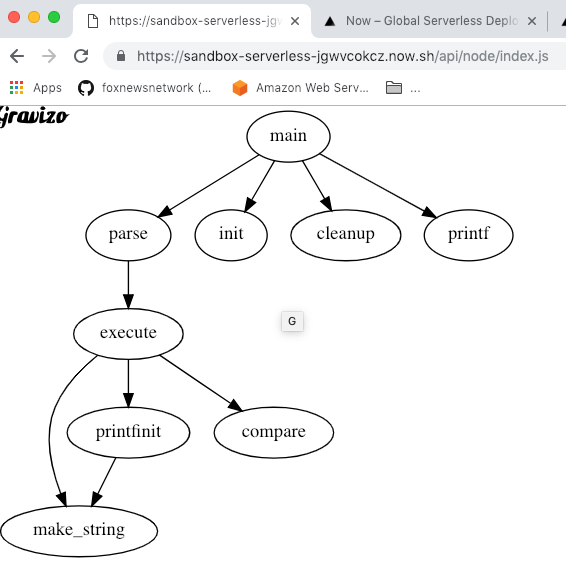 https://sandbox-serverless-jgw
Now – Global Serverless Deplo
https://sandbox-serverless-jgwvcokcz.now.sh/api/node/index.js
Apps
foxnewsnetwork (...
Amazon Web Serv...
...
Gravizo
main
parse
init
cleanup
printf
execute
G
printfinit
compare
make_string